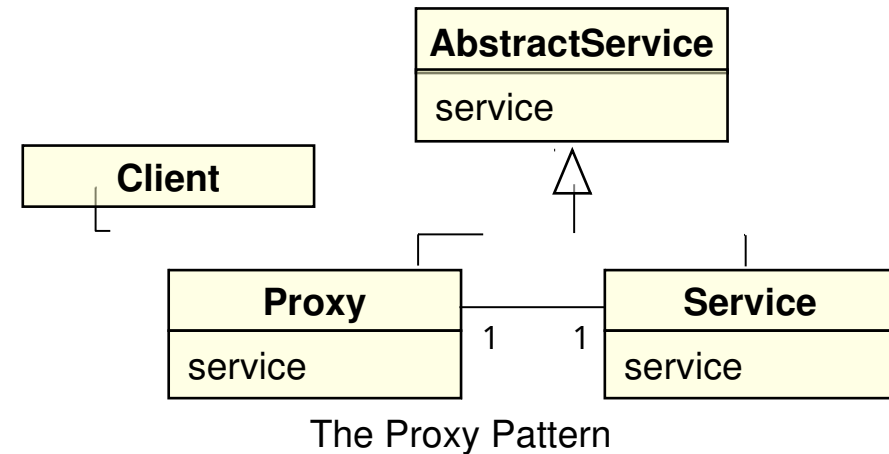 AbstractService
service
Client
Proxy
service
1
1
Service
service
The Proxy Pattern